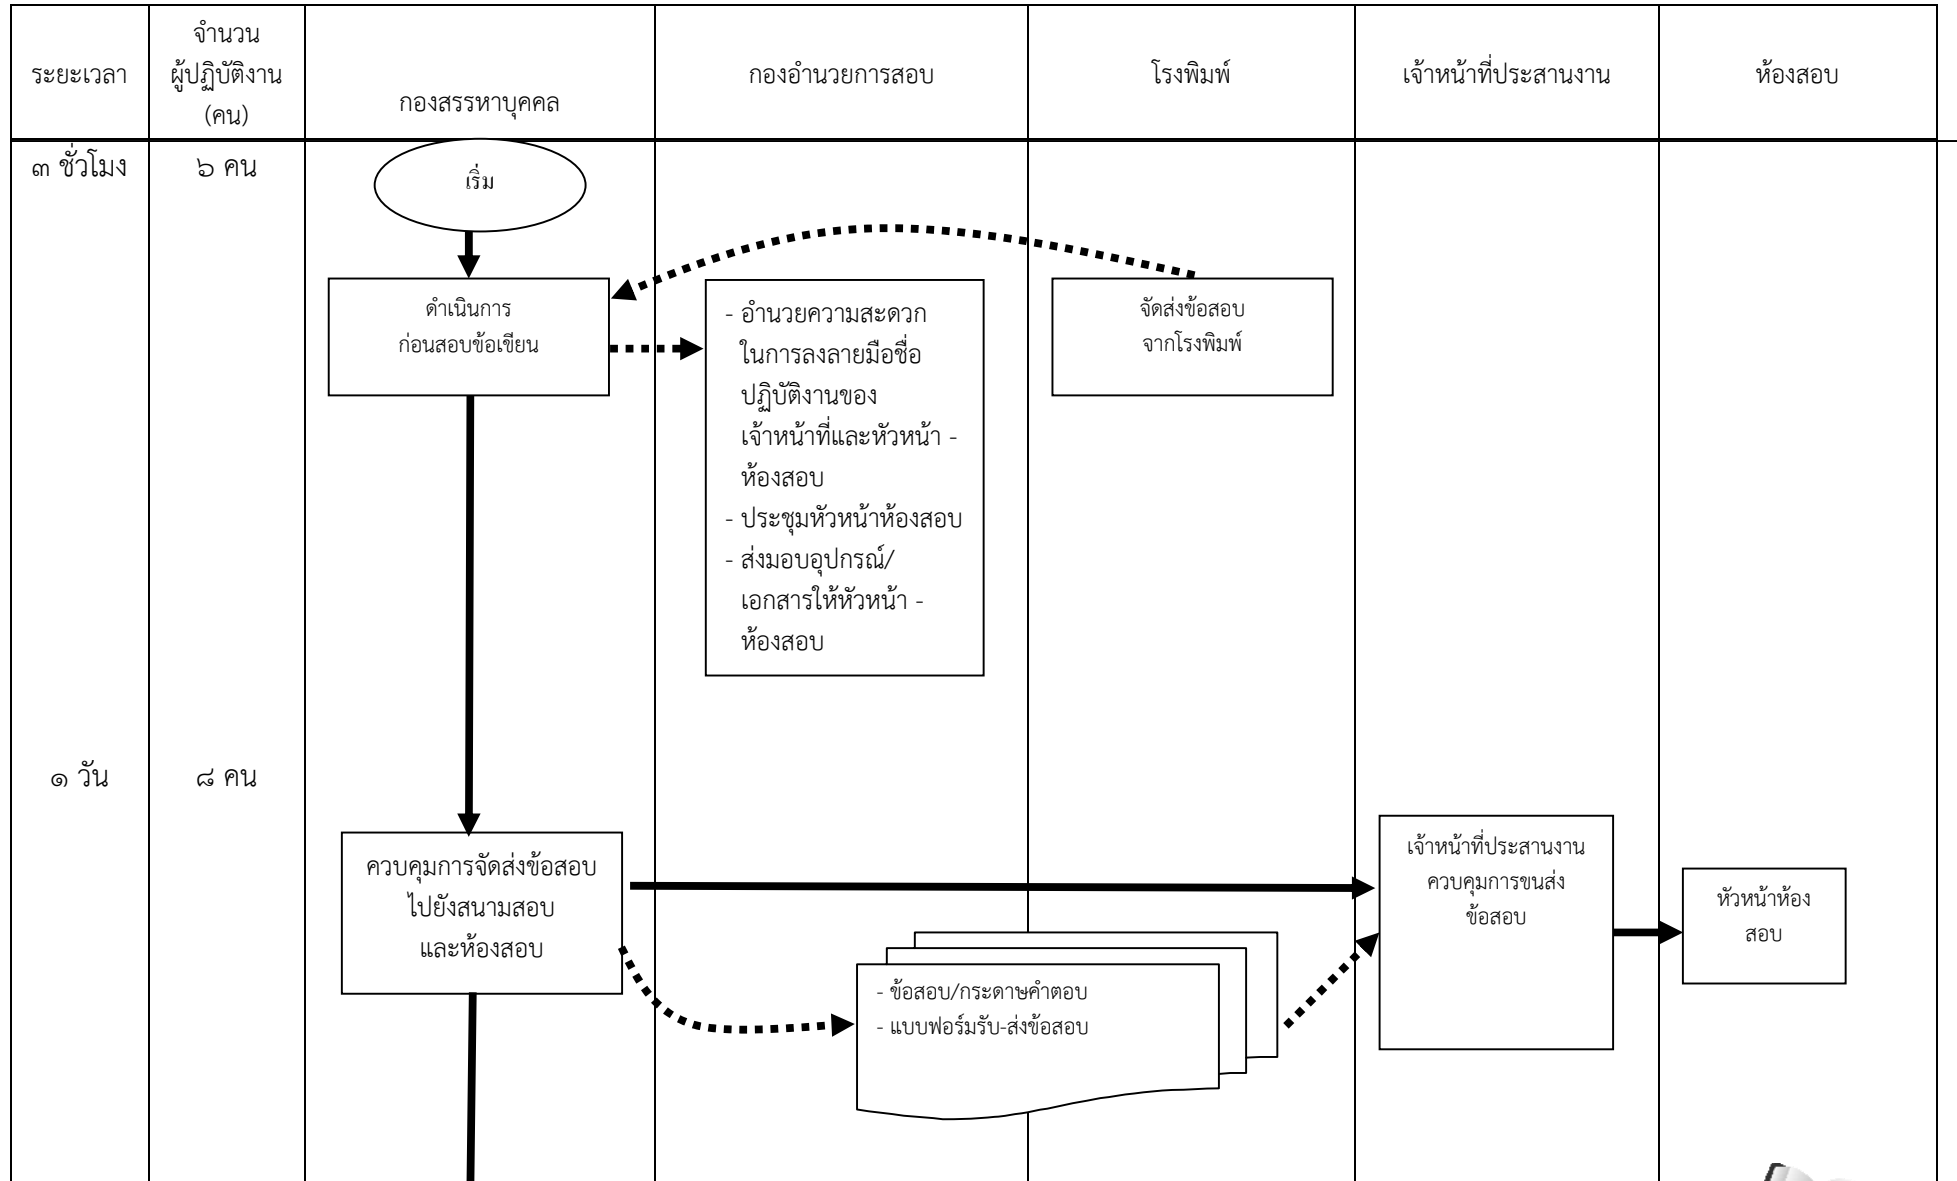 ระยะเวลา
จำนวน
ผู้ปฏิบัติงาน
(คน)
กองสรรหาบุคคล
กองอำนวยการสอบ
โรงพิมพ์
เจ้าหน้าที่ประสานงาน
ห้องสอบ
๓ ชั่วโมง
๖ คน
เริ่ม
ดำเนินการ
ก่อนสอบข้อเขียน
- อำนวยความสะดวก
ในการลงลายมือชื่อ
ปฏิบัติงานของ
เจ้าหน้าที่และหัวหน้า -
ห้องสอบ
- ประชุมหัวหน้าห้องสอบ
- ส่งมอบอุปกรณ์/
เอกสารให้หัวหน้า -
ห้องสอบ
จัดส่งข้อสอบ
จากโรงพิมพ์
๑ วัน
๘ คน
ควบคุมการจัดส่งข้อสอบ
ไปยังสนามสอบ
และห้องสอบ
- ข้อสอบ/กระดาษคำตอบ
- แบบฟอร์มรับ-ส่งข้อสอบ
เจ้าหน้าที่ประสานงาน
ควบคุมการขนส่ง
ข้อสอบ
หัวหน้าห้อง
สอบ